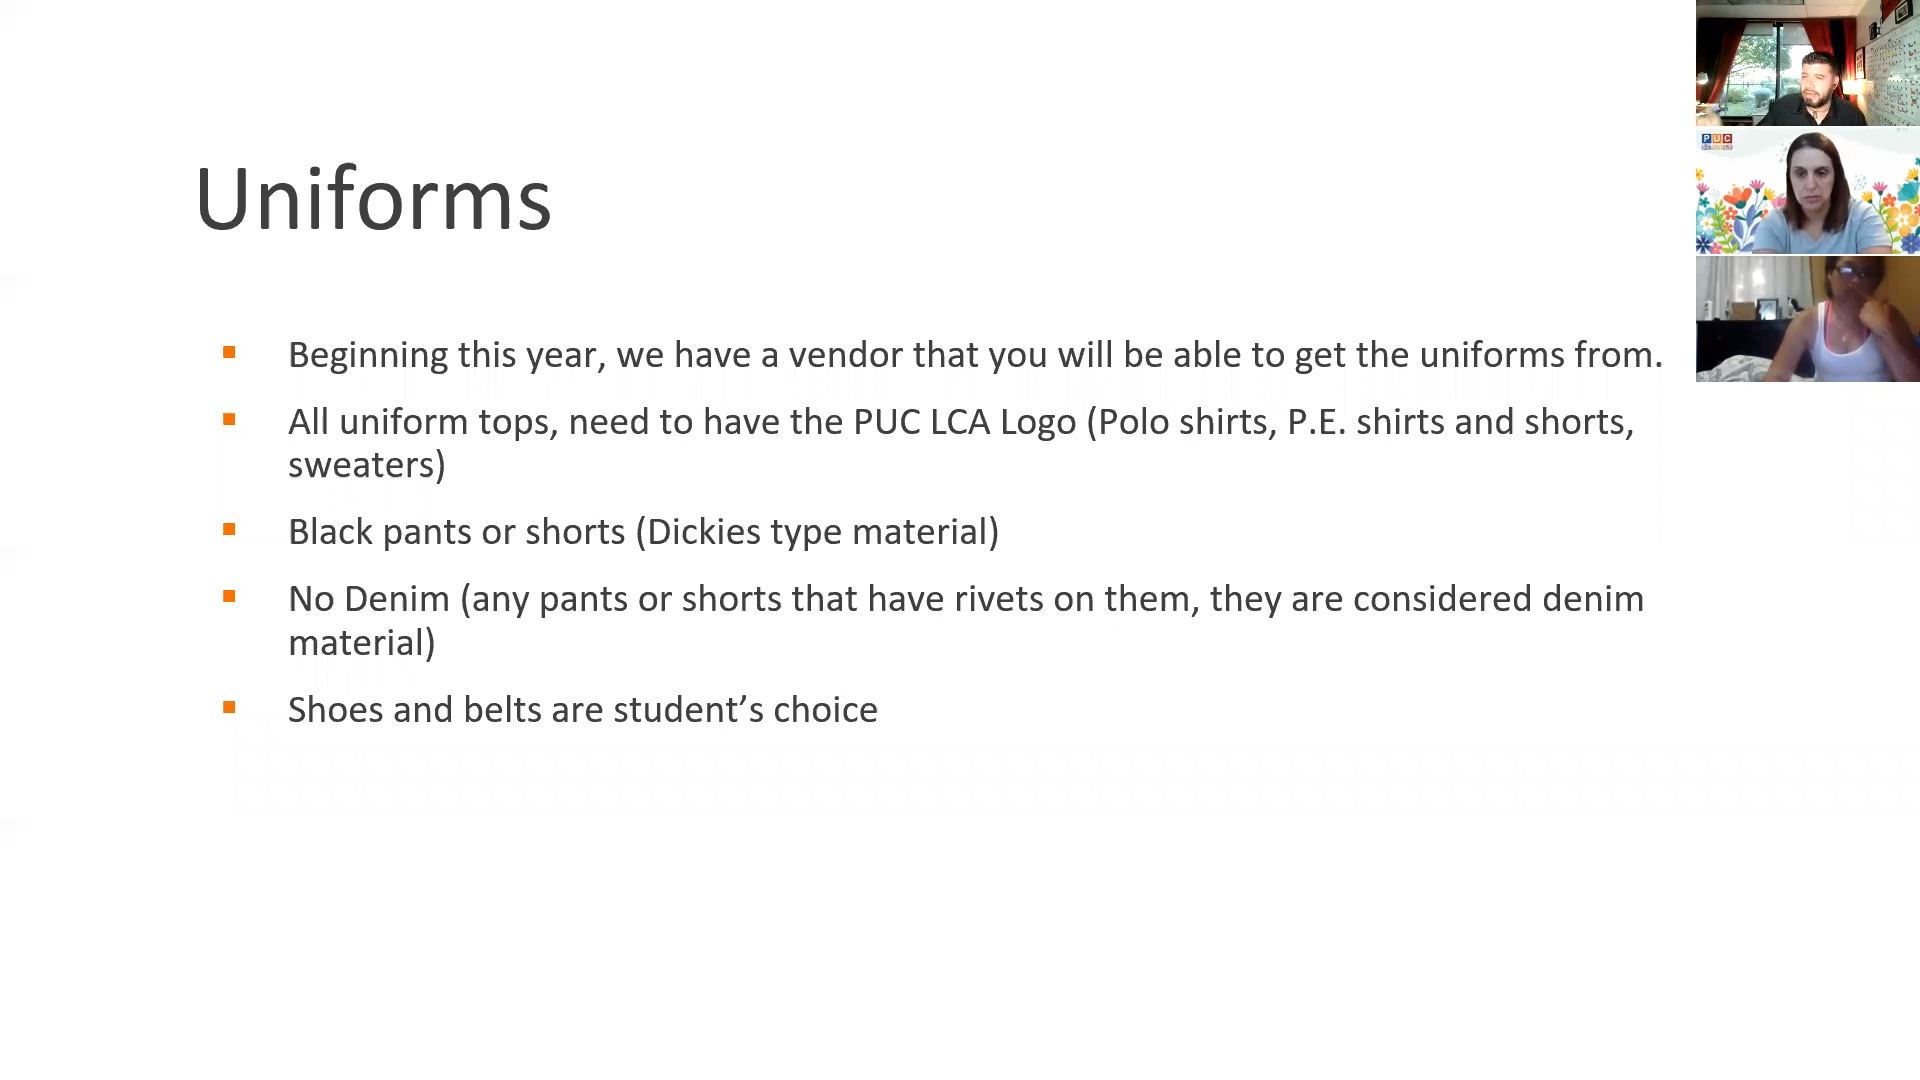 Uniforms
Beginning this year, we have a vendor that you will be able to get the uniforms from.
All uniform tops, need to have the PUC LCA Logo (Polo shirts, P.E. shirts and shorts,
sweaters)
Black pants or shorts (Dickies type material)
No Denim (any pants or shorts that have rivets on them, they are considered denim
material)
Shoes and belts are student’s choice
PUC